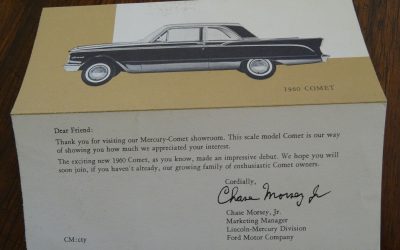 1960 COMET
Dear Friend:
Thank you for visiting our Mercury-Comet showroom. This scale model Comet is our way
of showing you how much we appreciated your interest.
The exciting new 1960 Comet, as you know, made an impressive debut. We hope you will
soon join, if you haven't already, our growing family of enthusiastic Comet owners.
Cordially,
Chase Morsey Jr
Chase Morsey, Jr.
Marketing Manager
Lincoln-Mercury Division
Ford Motor Company
CM:cty